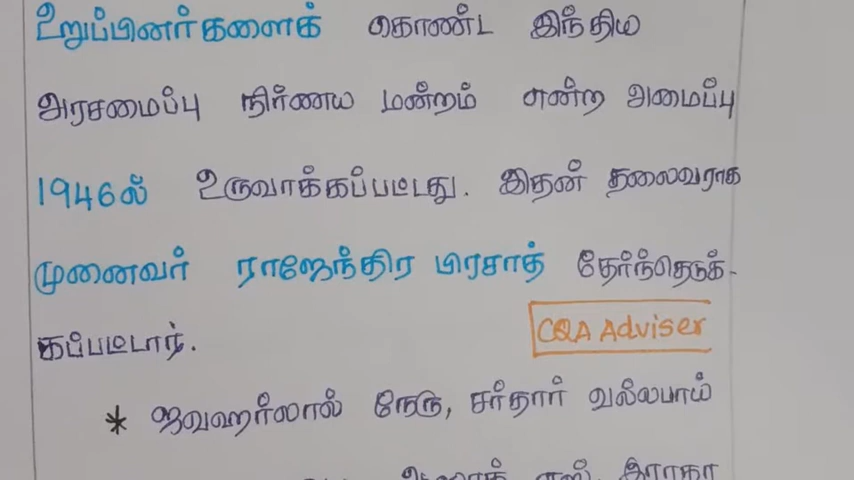 உறுப்பினர்களைக் கொண்ட இந்திய
அரசமைப்பு நிர்ணய மன்றம் என்ற அமைப்பு
1946ல் உருவாக்கப்பட்டது. இதன் தலைவராக
முனைவர் ராஜேந்திர பிரசாத் தேர்ந்தெடுக்-
கப்பட்டார்.
CQA Adviser
* ஜவஹர்லால் நேரு, சர்தார் வல்லபாய்